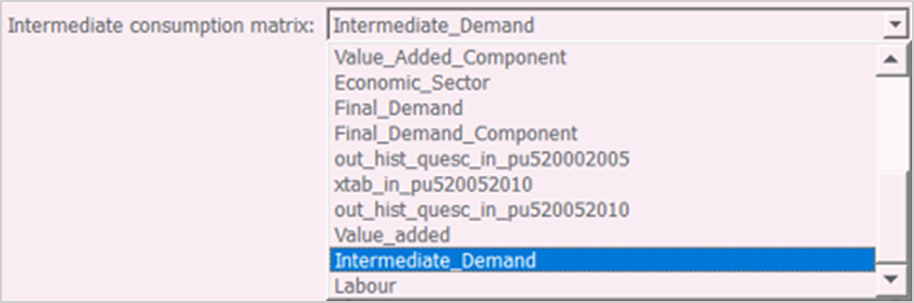 Intermediate consumption matrix: Intermediate_Demand
Value_Added_Component
Economic_Sector
Final_Demand
Final_Demand_Component
out_hist_quesc_in_pu520002005
xtab_in_pu520052010
out_hist_quesc_in_pu520052010
Value_added
Intermediate_Demand
Labour